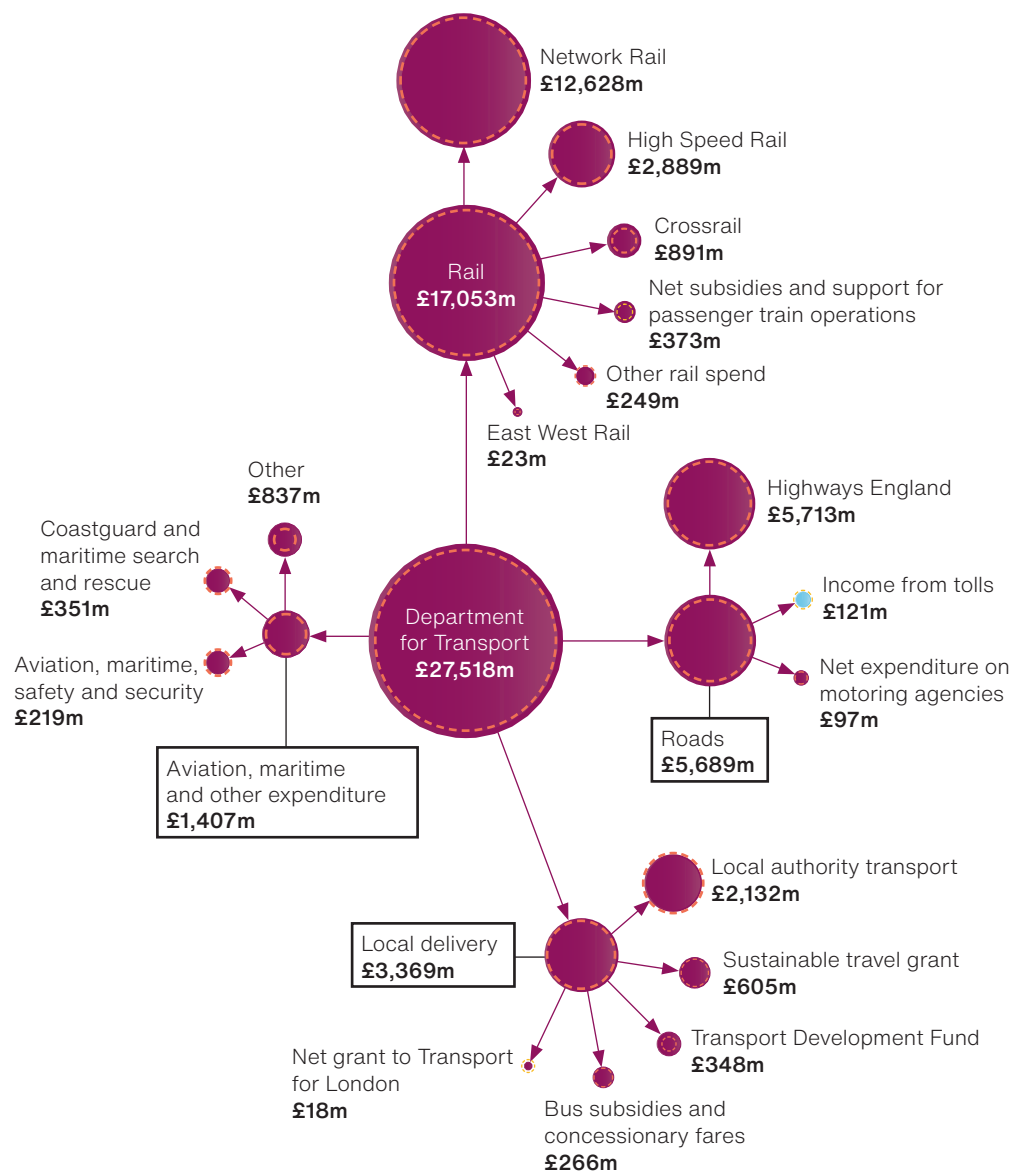 Network Rail
£12,628m
High Speed Rail
£2,889m
Crossrail
£891m
Rail
£17,053m
Net subsidies and support for
passenger train operations
£373m
Other rail spend
£249m
East West Rail
£23m
Other
£837m
Coastguard and
maritime search
and rescue
£351m
Aviation, maritime,
safety and security
£219m
Aviation, maritime
and other expenditure
£1,407m
Department
for Transport
£27,518m
Highways England
£5,713m
Income from tolls
£121m
Net expenditure on
motoring agencies
£97m
Roads
£5,689m
Local delivery
£3,369m
Local authority transport
£2,132m
Sustainable travel grant
£605m
Transport Development Fund
£348m
Net grant to Transport
for London
£18m
Bus subsidies and
concessionary fares
£266m